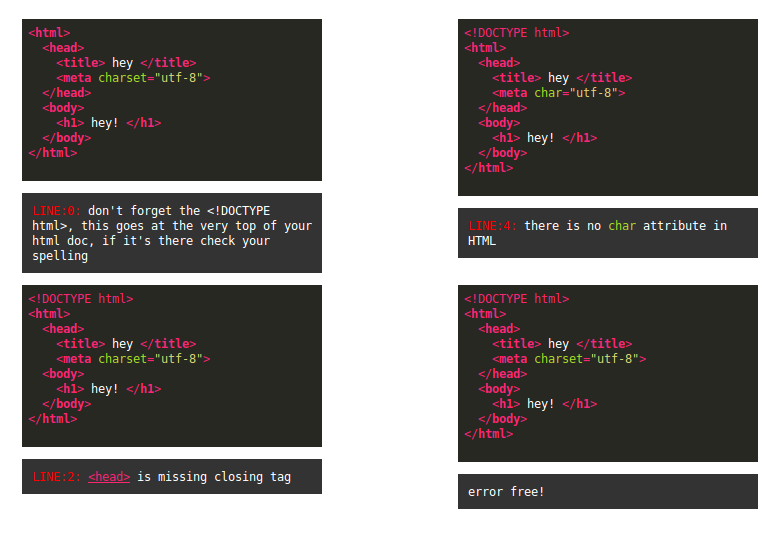 <html>
<head>
<title> hey </title>
<meta charset="utf-8">
</head>
<body>
<h1> hey! </h1>
</body>
</html>
LINE:0: don't forget the <!DOCTYPE
html>, this goes at the very top of your
html doc, if it's there check your
spelling
<!DOCTYPE html>
<html>
<head>
<title> hey </title>
<meta char="utf-8">
</head>
<body>
<h1> hey! </h1>
</body>
</html>
LINE:4: there is no char attribute in
HTML
<!DOCTYPE html>
<html>
<head>
<title> hey </title>
<meta charset="utf-8">
<body>
<h1> hey! </h1>
</body>
</html>
LINE:2: <head> is missing closing tag
<!DOCTYPE html>
<html>
<head>
<title> hey </title>
<meta charset="utf-8">
</head>
<body>
<h1> hey! </h1>
</body>
</html>
error free!